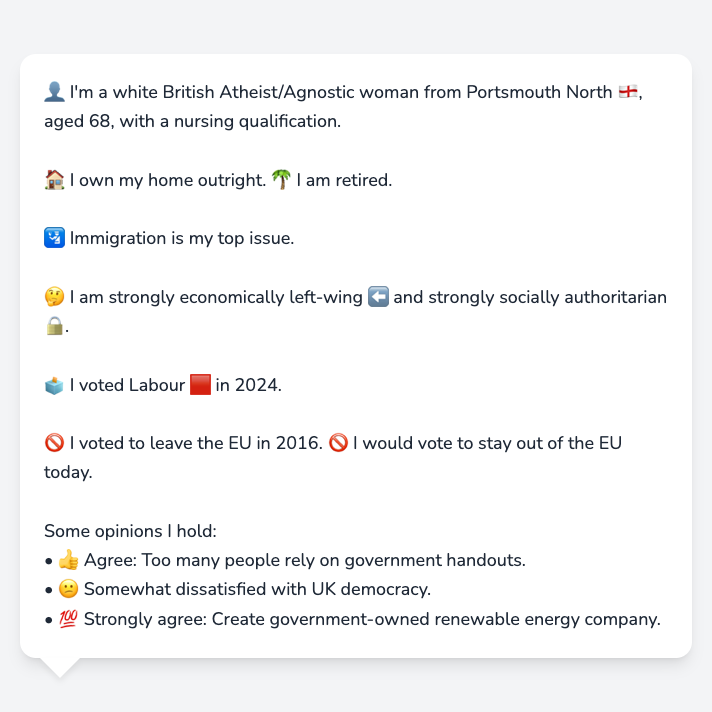 👤 I'm a white British Atheist/Agnostic woman from Portsmouth North 🏴󠁧󠁢󠁥󠁮󠁧󠁿,
aged 68, with a nursing qualification.
🏠 I own my home outright. 🌴 I am retired.
🛂 Immigration is my top issue.
🤔 I am strongly economically left-wing ⬅️ and strongly socially authoritarian
🔒.
🗳️ I voted Labour 🟥 in 2024.
🚫 I voted to leave the EU in 2016. 🚫 I would vote to stay out of the EU
today.
Some opinions I hold:
• 👍 Agree: Too many people rely on government handouts.
• 😕 Somewhat dissatisfied with UK democracy.
• 💯 Strongly agree: Create government-owned renewable energy company.